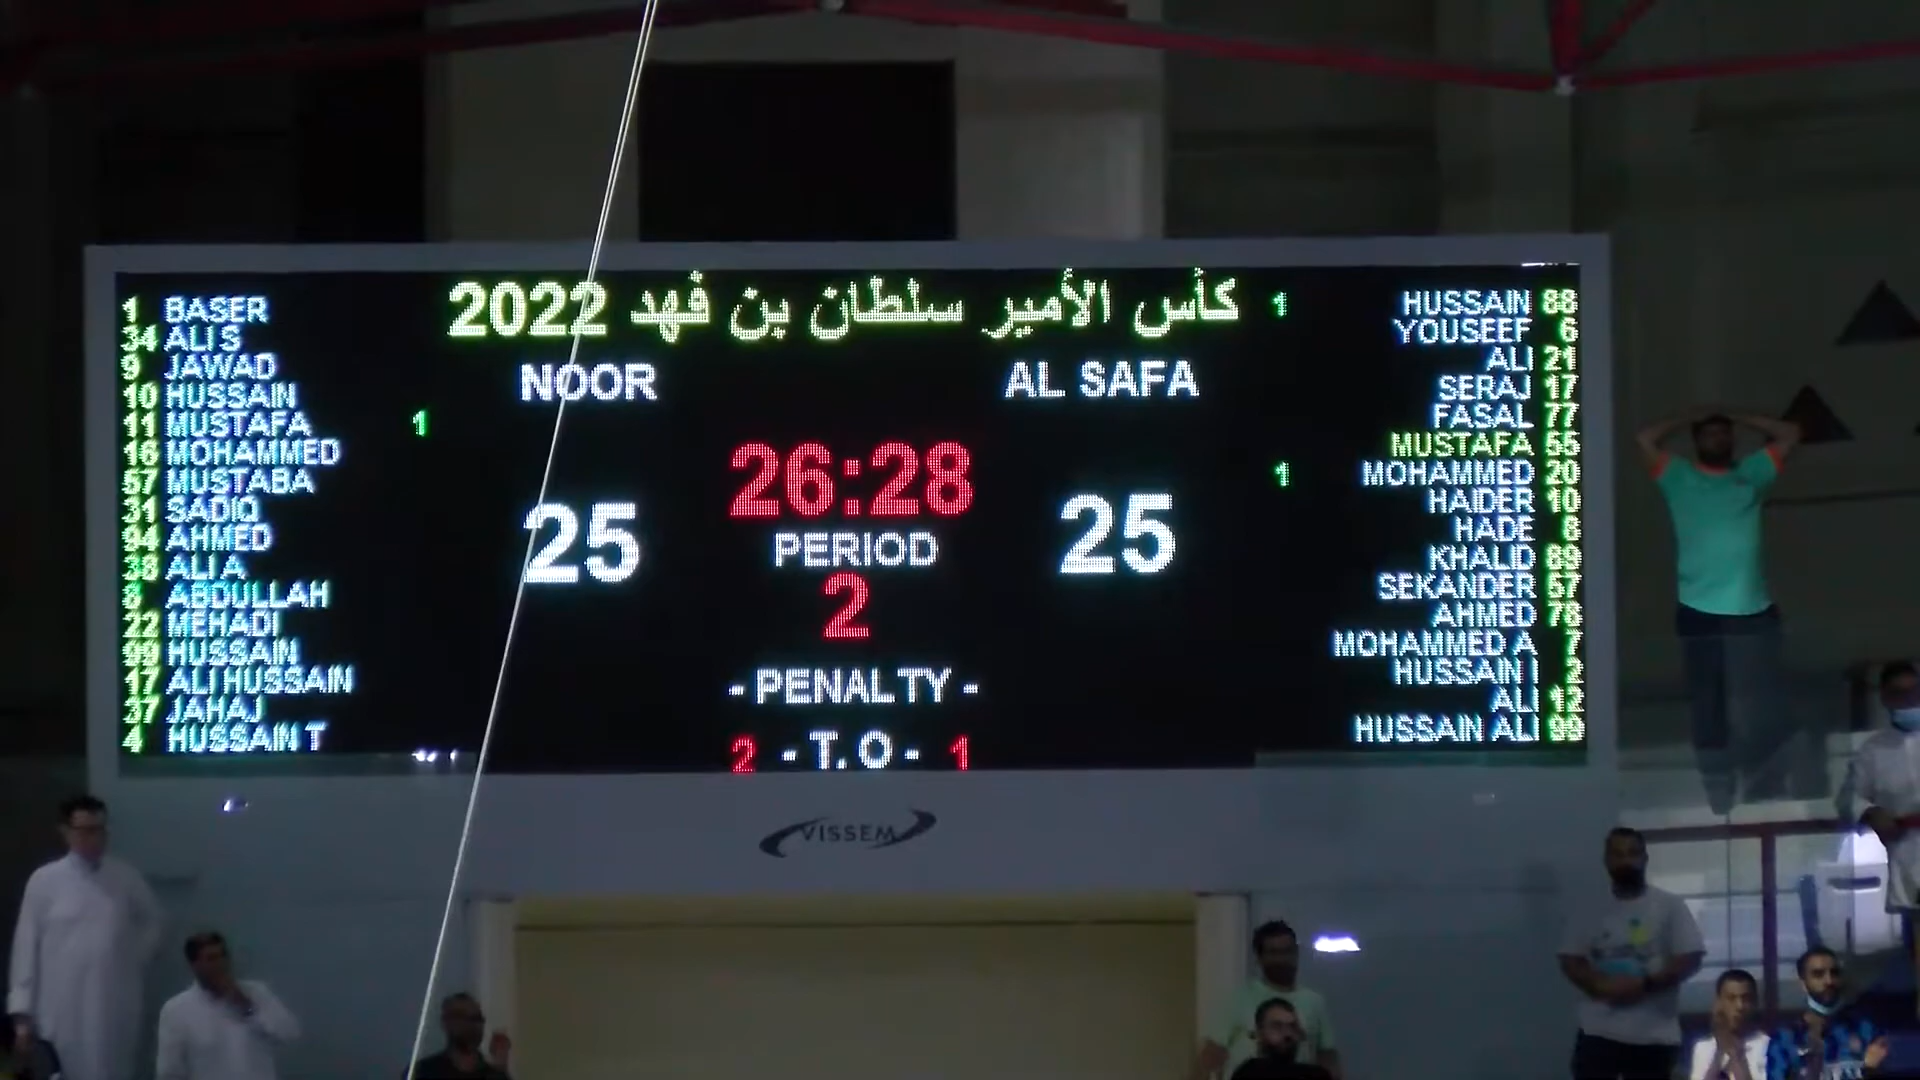 كأس الأمير سلطان بن فهد 2022
NOOR
AL SAFA
26:28
25
25
PERIOD
2
- PENALTY -
2 - T.O - 1
1 BASER
34 ALI S
9 JAWAD
10 HUSSAIN
11 MUSTAFA 1
16 MOHAMMED
57 MUSTABA
31 SADIQ
94 AHMED
38 ALI A
8 ABDULLAH
22 MEHADI
99 HUSSAIN
17 ALI HUSSAIN
37 JAHAJ
4 HUSSAIN T
1 HUSSAIN 88
YOUSEEF 6
ALI 21
SERAJ 17
FASAL 77
MUSTAFA 55
1 MOHAMMED 20
HAIDER 10
HADE 8
KHALID 89
SEKANDER 57
AHMED 78
MOHAMMED A 7
HUSSAIN I 2
ALI 12
HUSSAIN ALI 99
VISSEM